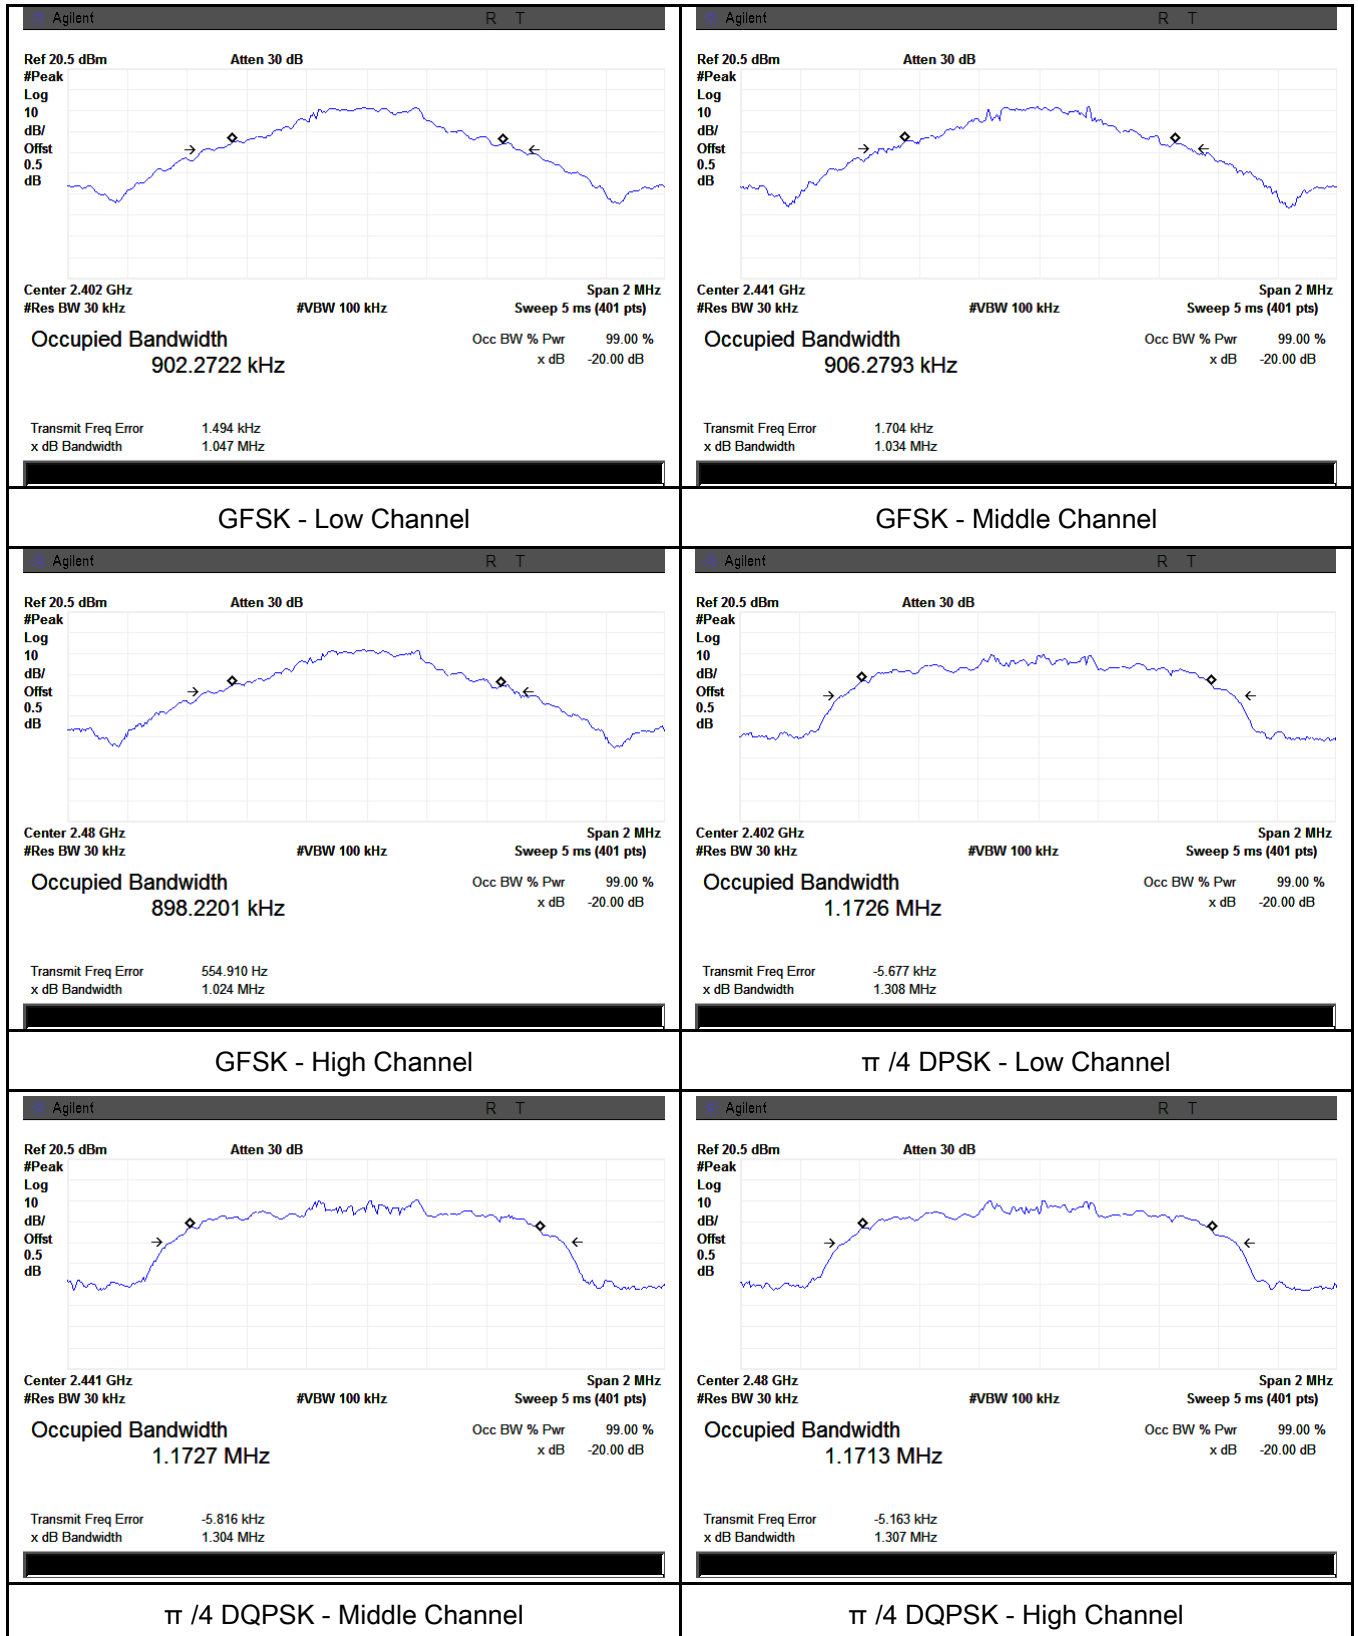 Agilent R T
Ref 20.5 dBm Atten 30 dB
#Peak
Log
10
dB/
Offst
0.5
dB
Center 2.402 GHz Span 2 MHz
#Res BW 30 kHz #VBW 100 kHz Sweep 5 ms (401 pts)
Occupied Bandwidth Occ BW % Pwr 99.00 %
902.2722 kHz x dB -20.00 dB
Transmit Freq Error 1.494 kHz
x dB Bandwidth 1.047 MHz
GFSK - Low Channel
Agilent R T
Ref 20.5 dBm Atten 30 dB
#Peak
Log
10
dB/
Offst
0.5
dB
Center 2.441 GHz Span 2 MHz
#Res BW 30 kHz #VBW 100 kHz Sweep 5 ms (401 pts)
Occupied Bandwidth Occ BW % Pwr 99.00 %
906.2793 kHz x dB -20.00 dB
Transmit Freq Error 1.704 kHz
x dB Bandwidth 1.034 MHz
GFSK - Middle Channel
Agilent R T
Ref 20.5 dBm Atten 30 dB
#Peak
Log
10
dB/
Offst
0.5
dB
Center 2.48 GHz Span 2 MHz
#Res BW 30 kHz #VBW 100 kHz Sweep 5 ms (401 pts)
Occupied Bandwidth Occ BW % Pwr 99.00 %
898.2201 kHz x dB -20.00 dB
Transmit Freq Error 554.910 Hz
x dB Bandwidth 1.024 MHz
GFSK - High Channel
Agilent R T
Ref 20.5 dBm Atten 30 dB
#Peak
Log
10
dB/
Offst
0.5
dB
Center 2.402 GHz Span 2 MHz
#Res BW 30 kHz #VBW 100 kHz Sweep 5 ms (401 pts)
Occupied Bandwidth Occ BW % Pwr 99.00 %
1.1726 MHz x dB -20.00 dB
Transmit Freq Error -5.677 kHz
x dB Bandwidth 1.308 MHz
π /4 DPSK - Low Channel
Agilent R T
Ref 20.5 dBm Atten 30 dB
#Peak
Log
10
dB/
Offst
0.5
dB
Center 2.441 GHz Span 2 MHz
#Res BW 30 kHz #VBW 100 kHz Sweep 5 ms (401 pts)
Occupied Bandwidth Occ BW % Pwr 99.00 %
1.1727 MHz x dB -20.00 dB
Transmit Freq Error -5.816 kHz
x dB Bandwidth 1.304 MHz
π /4 DQPSK - Middle Channel
Agilent R T
Ref 20.5 dBm Atten 30 dB
#Peak
Log
10
dB/
Offst
0.5
dB
Center 2.48 GHz Span 2 MHz
#Res BW 30 kHz #VBW 100 kHz Sweep 5 ms (401 pts)
Occupied Bandwidth Occ BW % Pwr 99.00 %
1.1713 MHz x dB -20.00 dB
Transmit Freq Error -5.163 kHz
x dB Bandwidth 1.307 MHz
π /4 DQPSK - High Channel